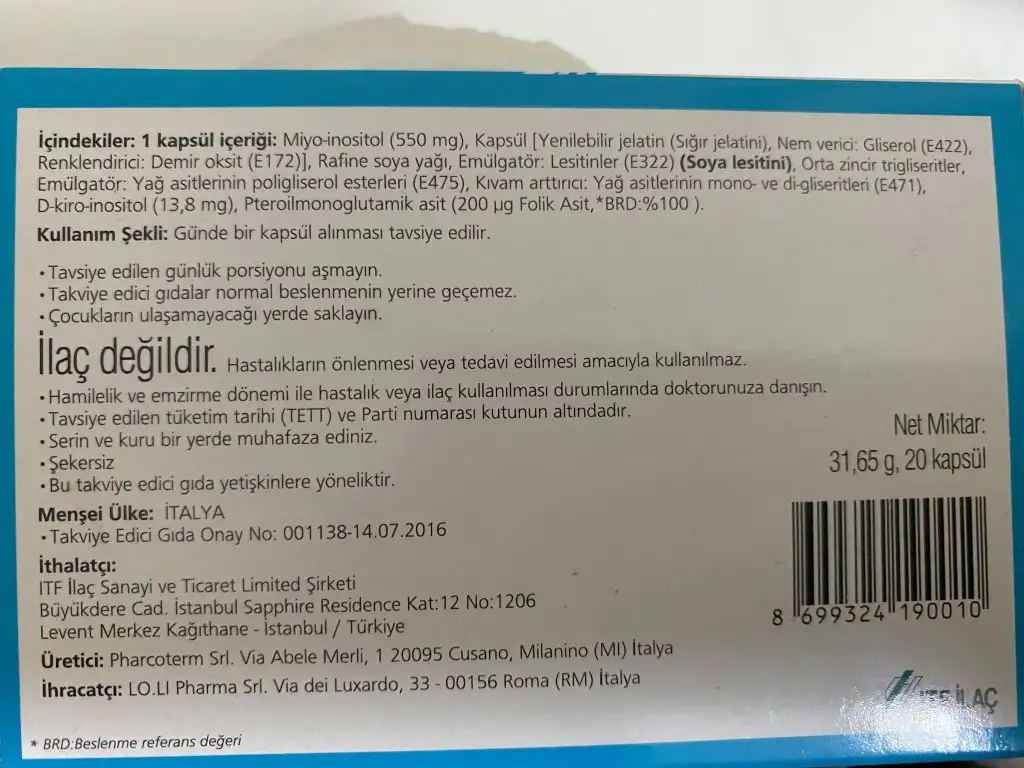 İçindekiler: 1 kapsül içeriği: Miyo-inositol (550 mg), Kapsül [Yenilebilir jelatin (Sığır jelatini), Nem verici: Gliserol (E422),
Renklendirici: Demir oksit (E172)], Rafine soya yağı, Emülgatör: Lesitinler (E322) (Soya lesitini), Orta zincir trigliseritler,
Emülgatör: Yağ asitlerinin poligliserol esterleri (E475), Kıvam arttırıcı: Yağ asitlerinin mono- ve di-gliseritleri (E471),
D-kiro-inositol (13,8 mg), Pteroilmonoglutamik asit (200 µg Folik Asit,*BRD:%100 ).
Kullanım Şekli: Günde bir kapsül alınması tavsiye edilir.
• Tavsiye edilen günlük porsiyonu aşmayın.
• Takviye edici gıdalar normal beslenmenin yerine geçemez.
• Çocukların ulaşamayacağı yerde saklayın.
İlaç değildir. Hastalıkların önlenmesi veya tedavi edilmesi amacıyla kullanılmaz.
• Hamilelik ve emzirme dönemi ile hastalık veya ilaç kullanılması durumlarında doktorunuza danışın.
• Tavsiye edilen tüketim tarihi (TETT) ve Parti numarası kutunun altındadır.
• Serin ve kuru bir yerde muhafaza ediniz.
• Şekersiz
• Bu takviye edici gıda yetişkinlere yöneliktir.
Net Miktar:
31,65 g, 20 kapsül
Menşei Ülke: İTALYA
• Takviye Edici Gıda Onay No: 001138-14.07.2016
İthalatçı:
ITF İlaç Sanayi ve Ticaret Limited Şirketi
Büyükdere Cad. İstanbul Sapphire Residence Kat:12 No:1206
Levent Merkez Kağıthane - İstanbul / Türkiye
8 699324 190010
Üretici: Pharcoterm Srl. Via Abele Merli, 1 20095 Cusano, Milanino (MI) İtalya
İhracatçı: LO.LI Pharma Srl. Via dei Luxardo, 33 - 00156 Roma (RM) İtalya
ITF İLAÇ
* BRD:Beslenme referans değeri